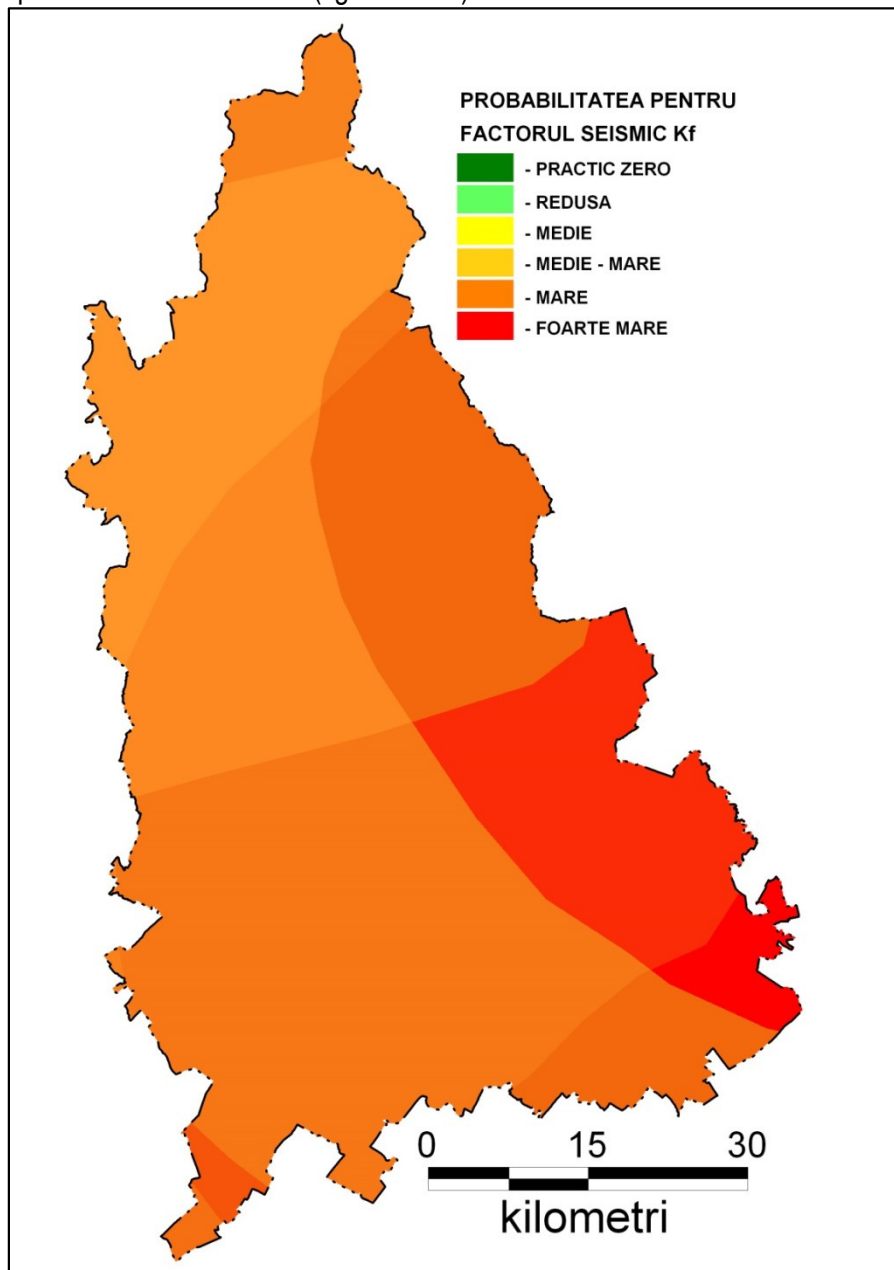 PROBABILITATEA PENTRU
FACTORUL SEISMIC Kf
- PRACTIC ZERO
- REDUSA
- MEDIE
- MEDIE - MARE
- MARE
- FOARTE MARE
0 15 30
kilometri